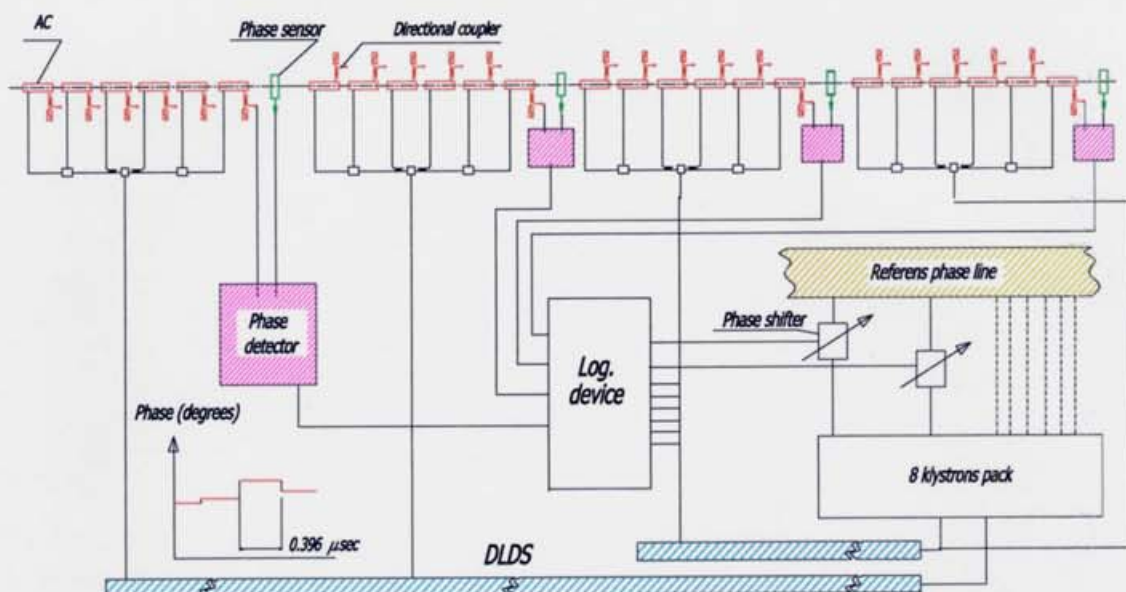 AC
Phase sensor
Directional coupler
Referens phase line
Phase shifter
Phase
detector
Log.
device
Phase (degrees)
8 klystrons pack
0.396 μsec
DLDS